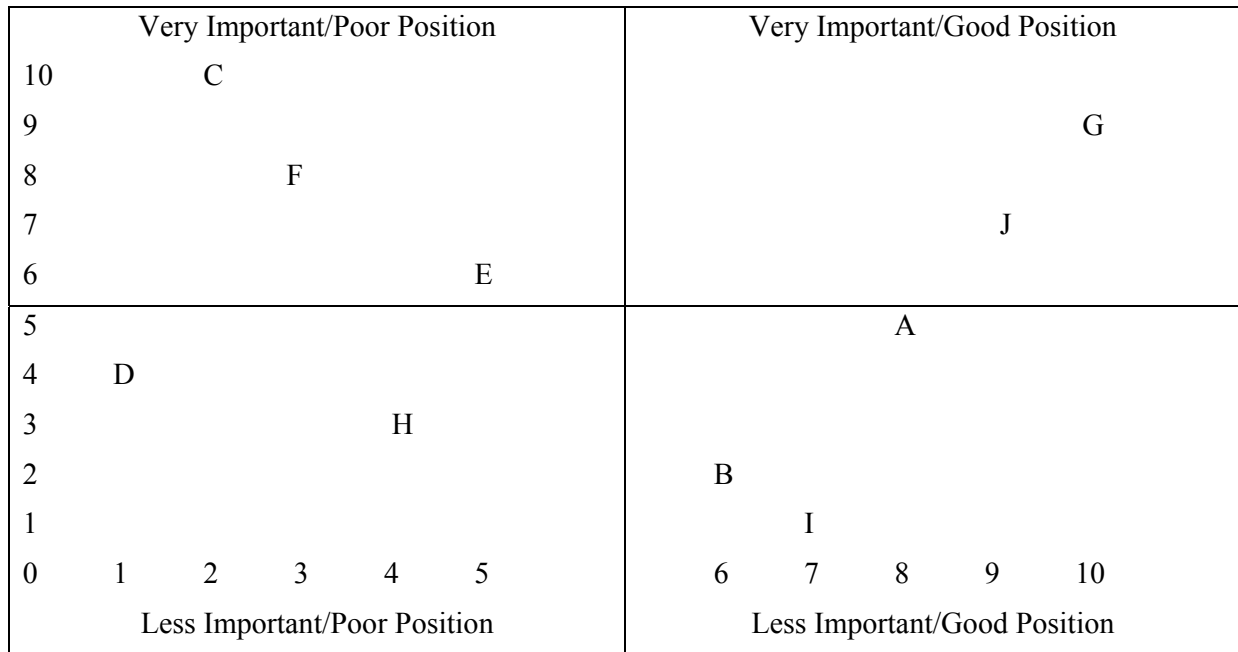 Very Important/Poor Position Very Important/Good Position
10 C
9 G
8 F
7 J
6 E
5 A
4 D
3 H
2 B
1 I
0 1 2 3 4 5 6 7 8 9 10
Less Important/Poor Position Less Important/Good Position